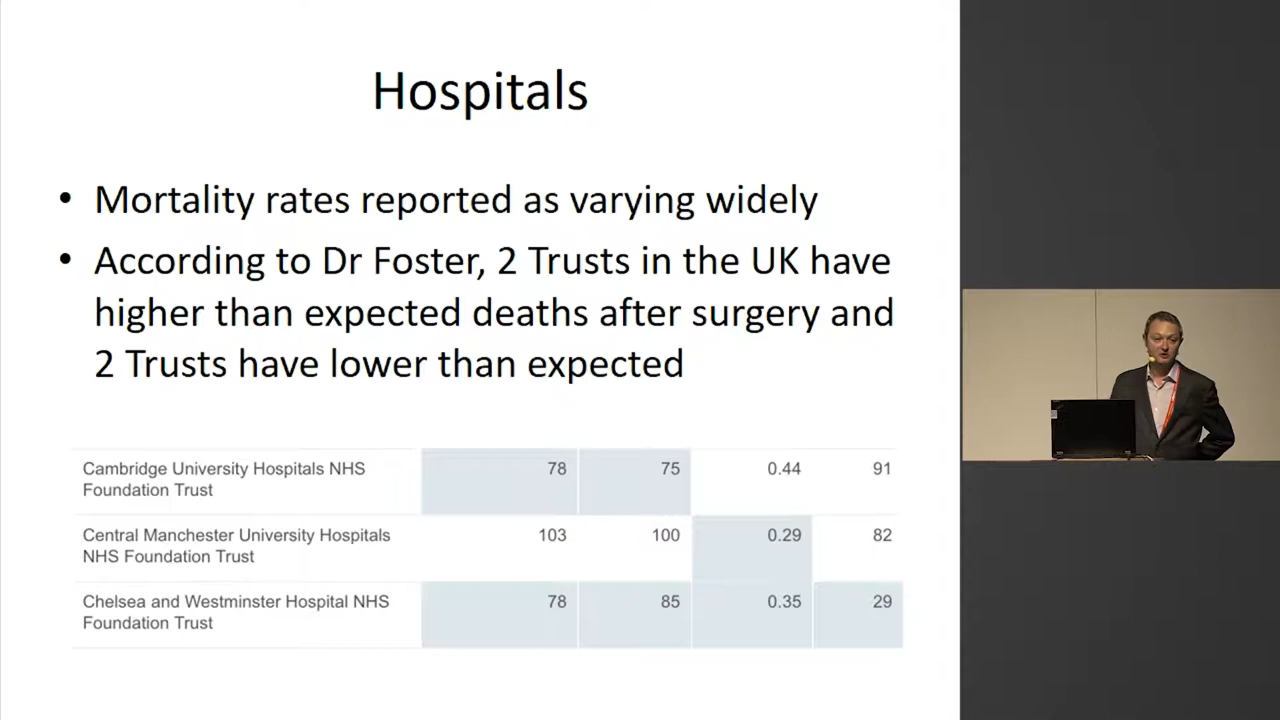 Hospitals
• Mortality rates reported as varying widely
• According to Dr Foster, 2 Trusts in the UK have
higher than expected deaths after surgery and
2 Trusts have lower than expected
Cambridge University Hospitals NHS
Foundation Trust 78 75 0.44 91
Central Manchester University Hospitals
NHS Foundation Trust 103 100 0.29 82
Chelsea and Westminster Hospital NHS
Foundation Trust 78 85 0.35 29